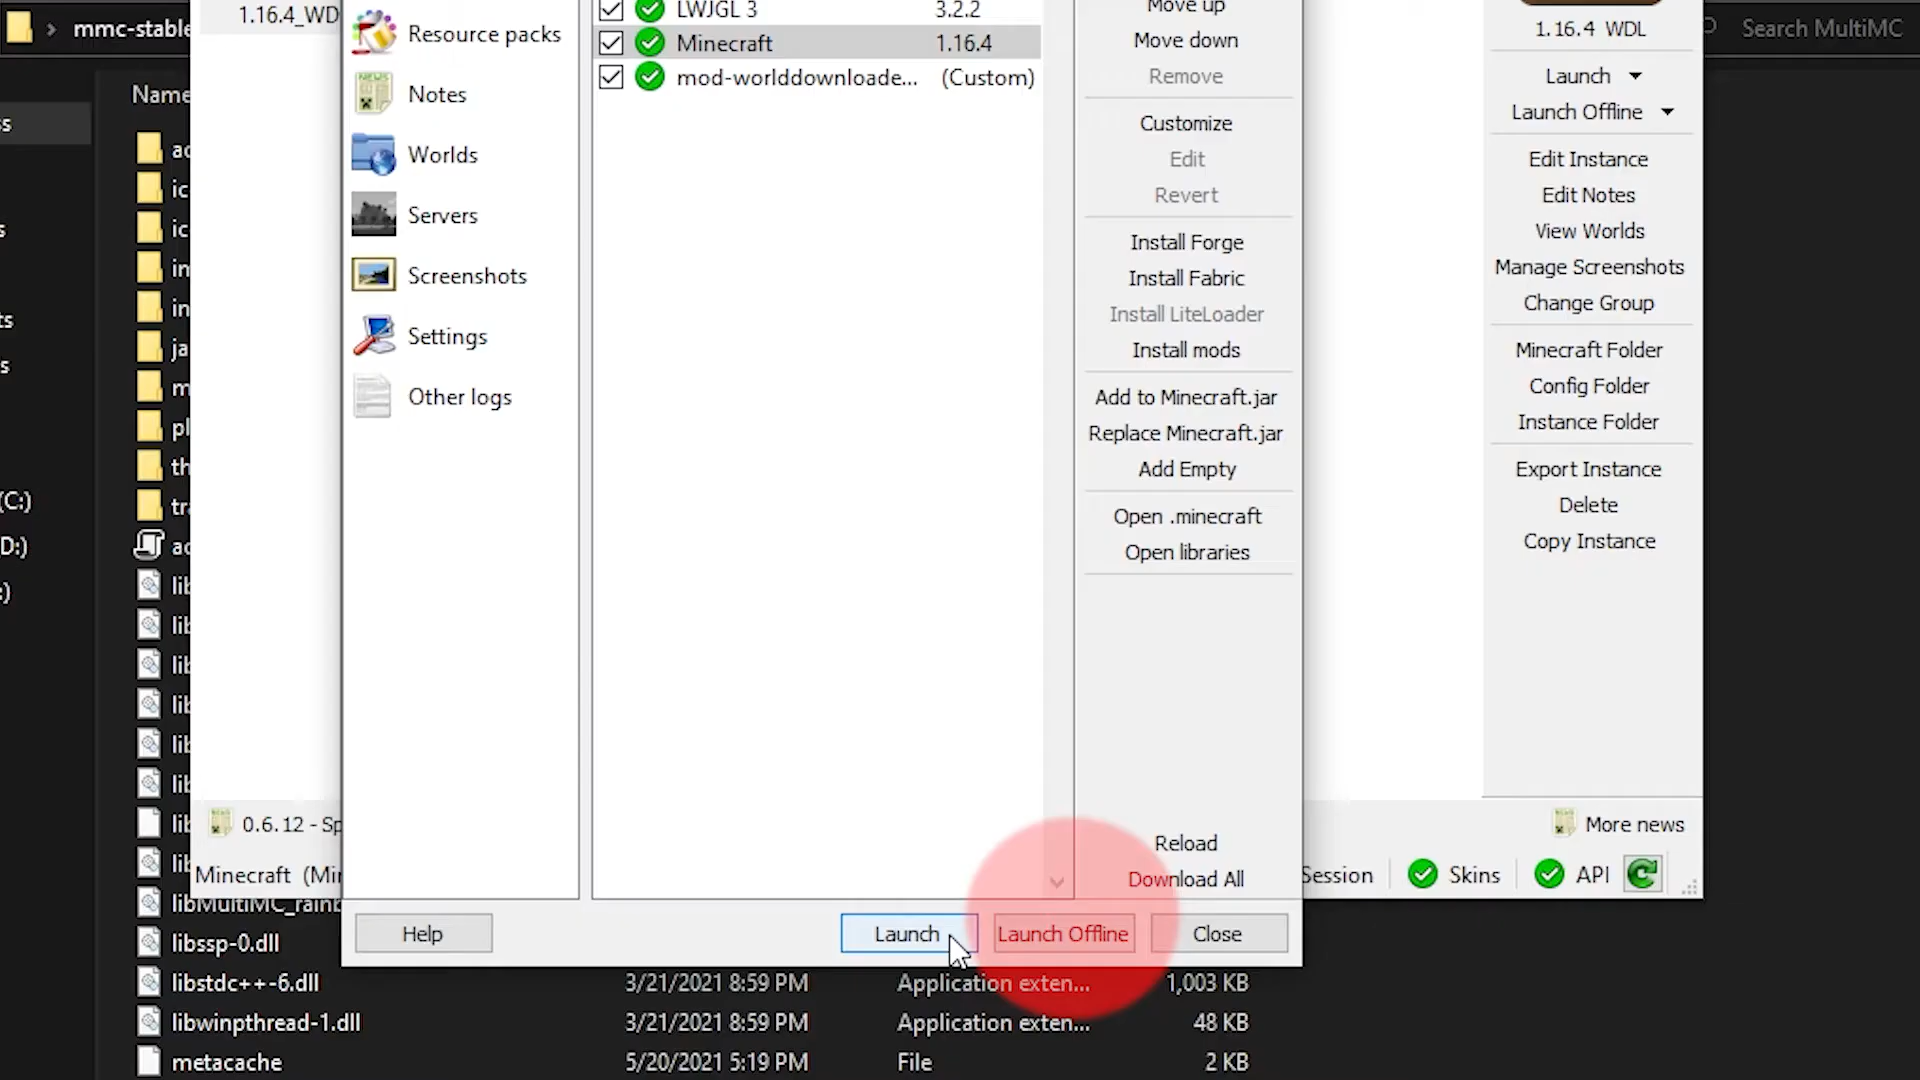 mmc-stable
Search MultiMC
Name
1.16.4_WD
Resource packs
Notes
Worlds
Servers
Screenshots
Settings
Other logs
LWJGL 3 3.2.2
Minecraft 1.16.4
mod-worlddownloade... (Custom)
Move up
Move down
Remove
Customize
Edit
Revert
Install Forge
Install Fabric
Install LiteLoader
Install mods
Add to Minecraft.jar
Replace Minecraft.jar
Add Empty
Open .minecraft
Open libraries
Reload
Download All
Help
Launch
Launch Offline
Close
1.16.4 WDL
Launch
Launch Offline
Edit Instance
Edit Notes
View Worlds
Manage Screenshots
Change Group
Minecraft Folder
Config Folder
Instance Folder
Export Instance
Delete
Copy Instance
More news
Session
Skins
API
0.6.12 - Sp
Minecraft (Mi
(C:)
D:)
libMultiMC_rainb
libssp-0.dll
libstdc++-6.dll 3/21/2021 8:59 PM Application exten... 1,003 KB
libwinpthread-1.dll 3/21/2021 8:59 PM Application exten... 48 KB
metacache 5/20/2021 5:19 PM File 2 KB